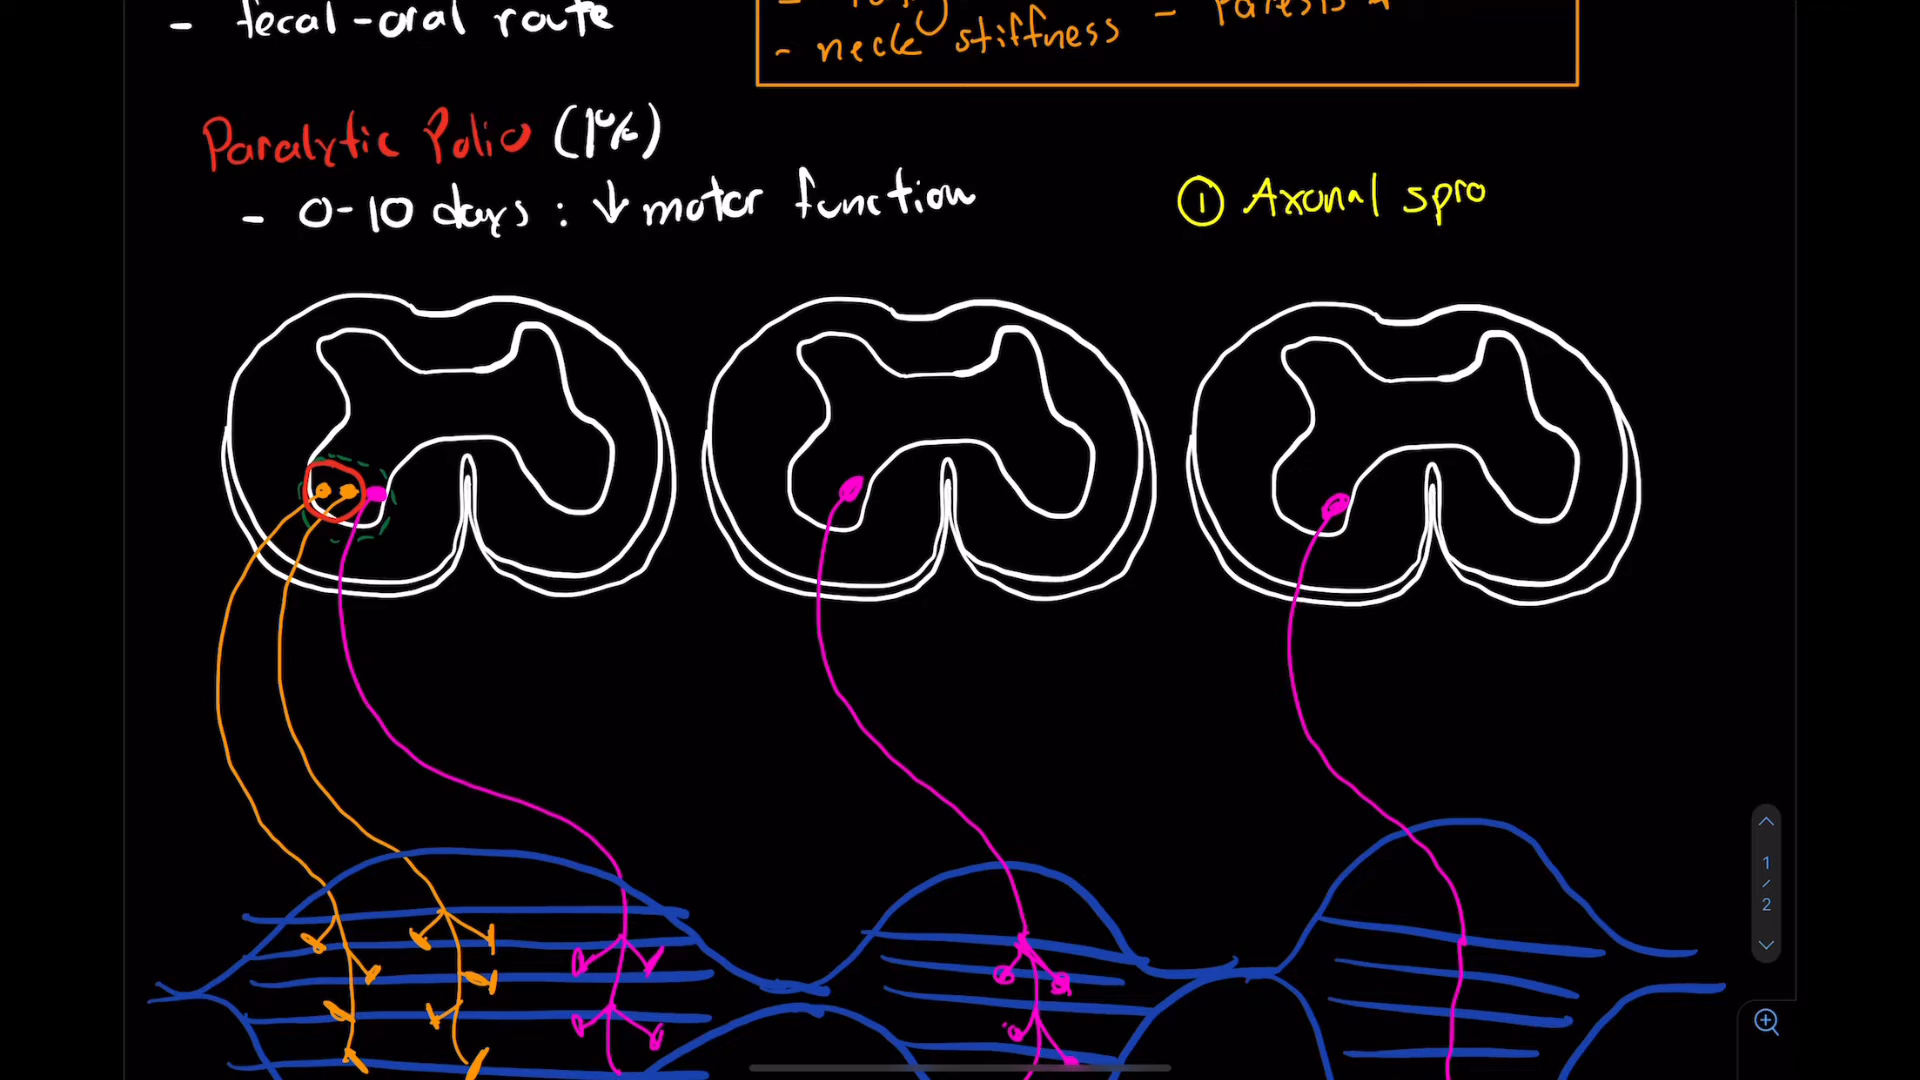 - fecal-oral route
- neck stiffness
Paralytic Polio (1%)
- 0-10 days: ↓ motor function
① Axonal spro
1
/
2